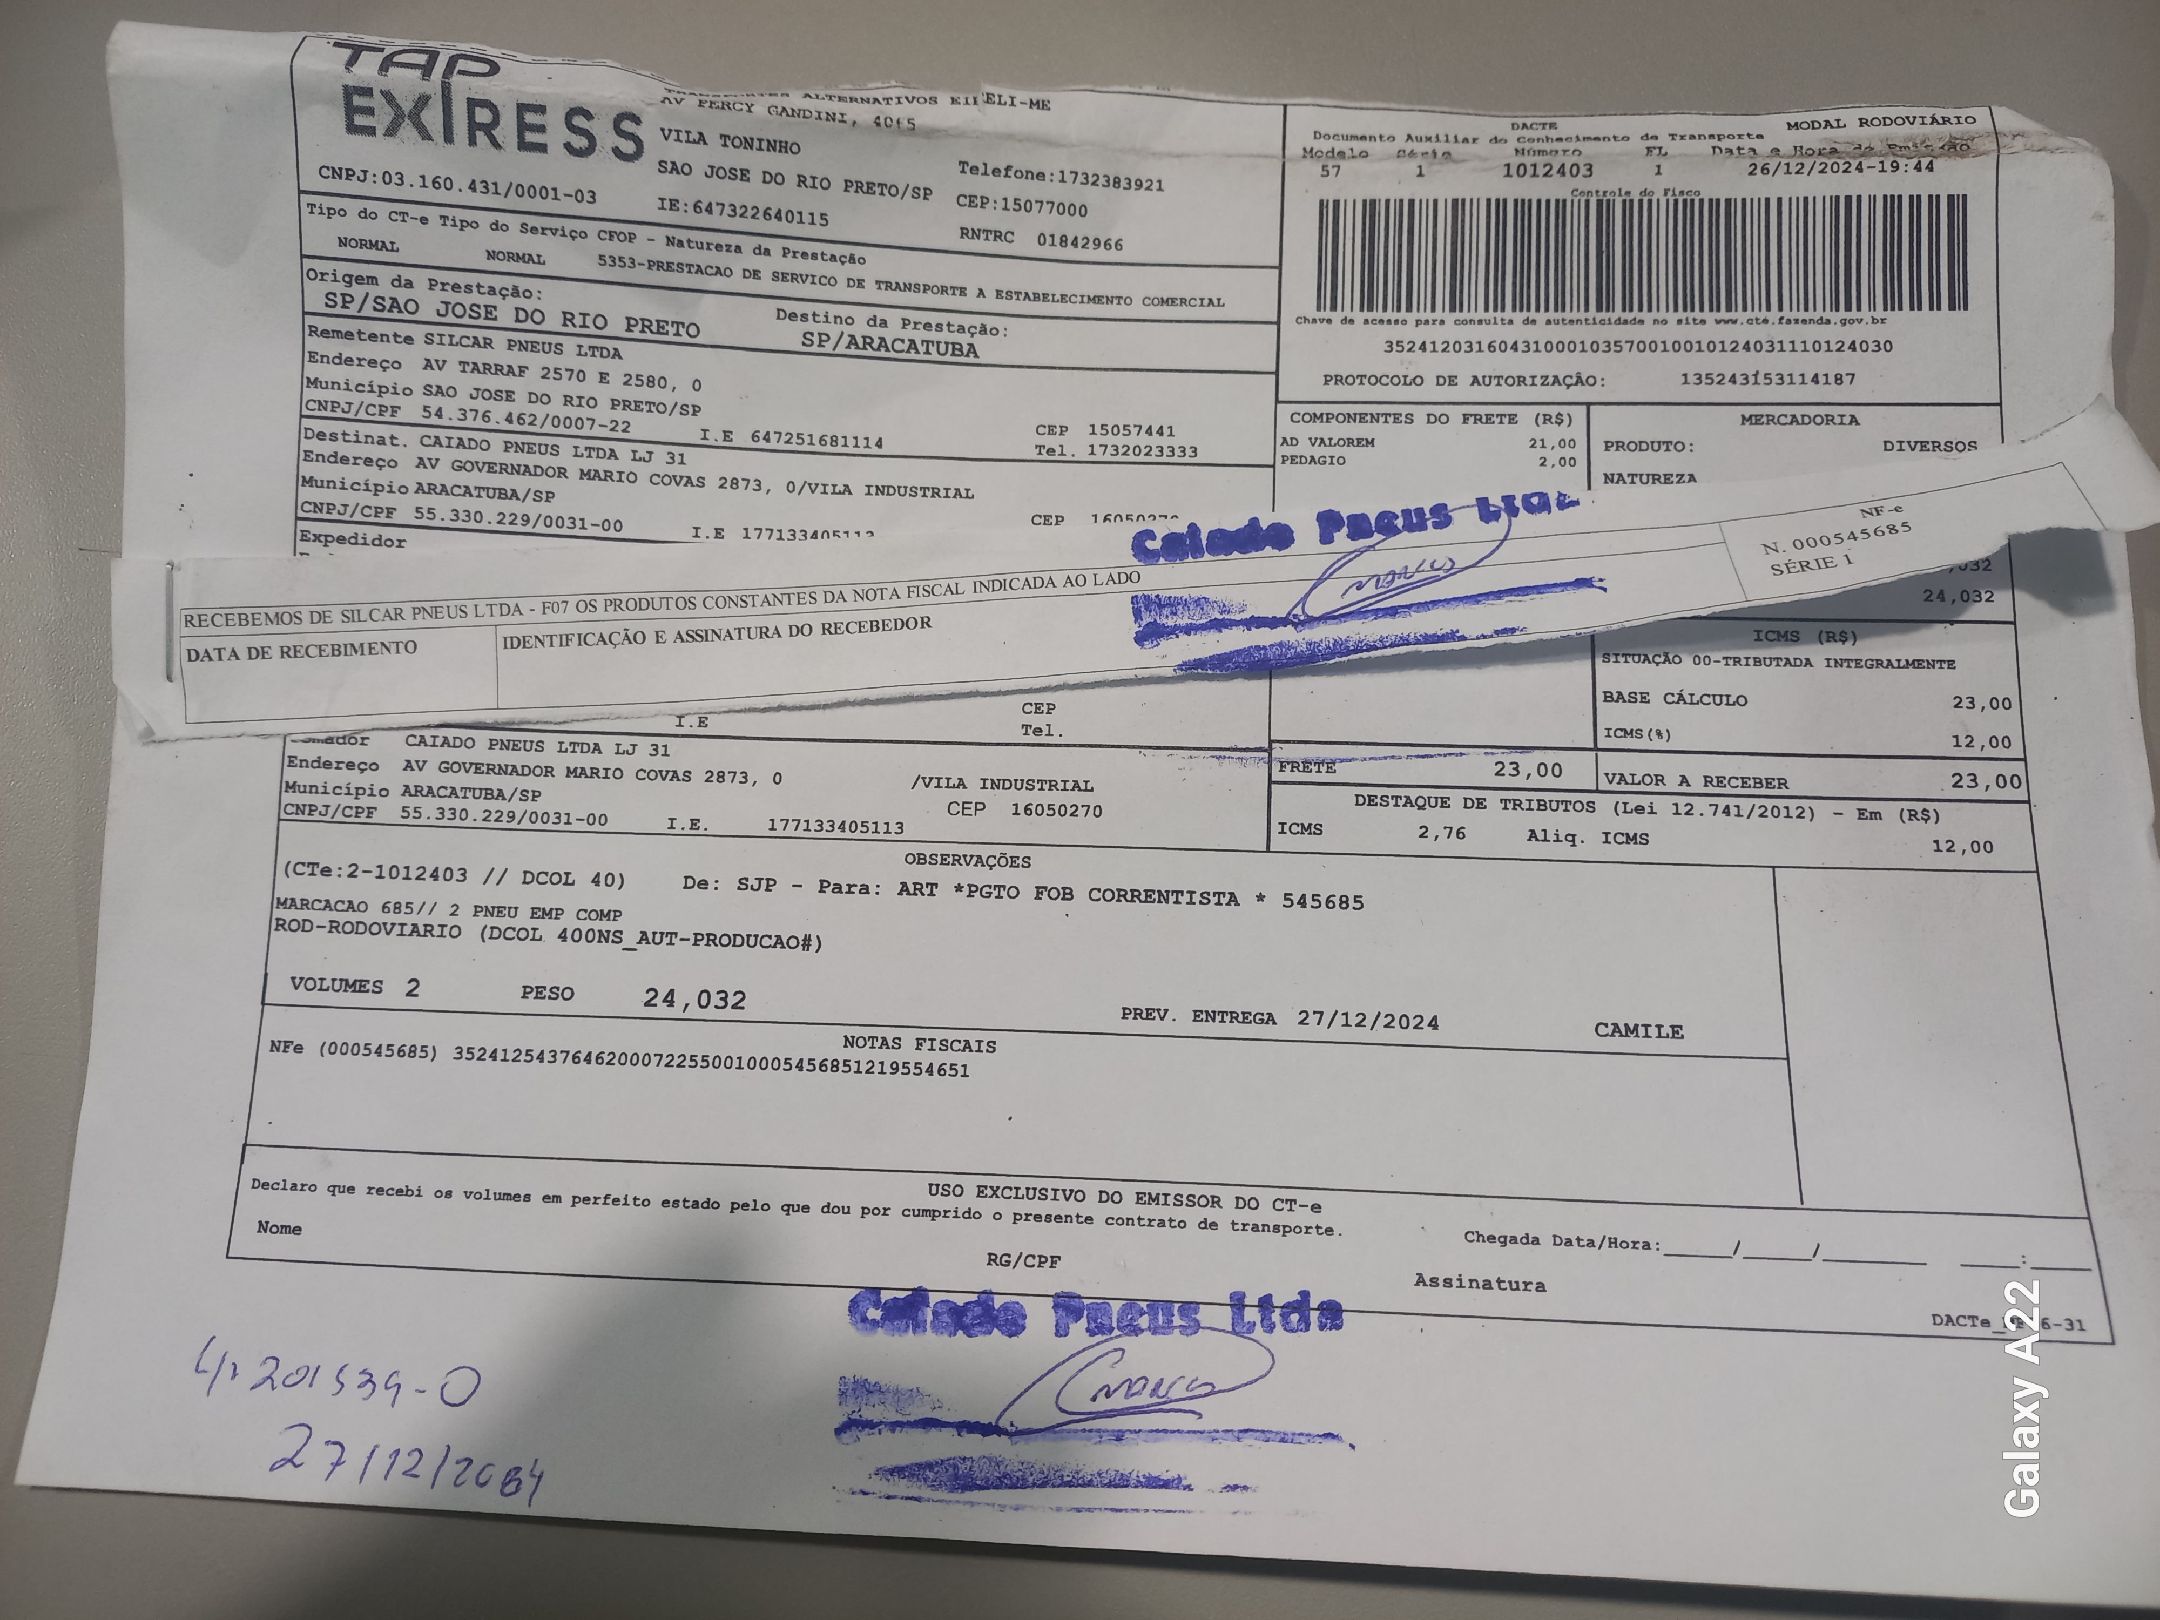 TAP
EXPRESS
ALTERNATIVOS EIRELI-ME
AV PERCY GANDINI, 4065
VILA TONINHO
SAO JOSE DO RIO PRETO/SP
Telefone:1732383921
CNPJ:03.160.431/0001-03
IE:647322640115
CEP:15077000
RNTRC 01842966
Tipo do CT-e Tipo do Serviço CFOP - Natureza da Prestação
NORMAL NORMAL 5353-PRESTACAO DE SERVICO DE TRANSPORTE A ESTABELECIMENTO COMERCIAL
Origem da Prestação:
SP/SAO JOSE DO RIO PRETO
Destino da Prestação:
SP/ARACATUBA
Remetente SILCAR PNEUS LTDA
Endereço AV TARRAF 2570 E 2580, 0
Município SAO JOSE DO RIO PRETO/SP
CNPJ/CPF 54.376.462/0007-22 I.E 647251681114
CEP 15057441
Tel. 1732023333
Destinat. CAIADO PNEUS LTDA LJ 31
Endereço AV GOVERNADOR MARIO COVAS 2873, 0/VILA INDUSTRIAL
Município ARACATUBA/SP
CNPJ/CPF 55.330.229/0031-00 I.E 177133405113
CEP 16050270
Expedidor
DACTE
MODAL RODOVIÁRIO
Documento Auxiliar do Conhecimento de Transporte
Modelo Série Número FL Data e Hora de Emissão
57 1 1012403 1 26/12/2024-19:44
Controle do Fisco
Chave de acesso para consulta de autenticidade no site www.cte.fazenda.gov.br
35241203160431000103570010010124031110124030
PROTOCOLO DE AUTORIZAÇÃO: 135243153114187
COMPONENTES DO FRETE (R$)
AD VALOREM 21,00
PEDAGIO 2,00
MERCADORIA
PRODUTO: DIVERSOS
NATUREZA
Caiado Pneus Ltda
RECEBEMOS DE SILCAR PNEUS LTDA - F07 OS PRODUTOS CONSTANTES DA NOTA FISCAL INDICADA AO LADO
DATA DE RECEBIMENTO
IDENTIFICAÇÃO E ASSINATURA DO RECEBEDOR
NF-e
N. 000545685
SÉRIE 1
,032
24,032
ICMS (R$)
SITUAÇÃO 00-TRIBUTADA INTEGRALMENTE
BASE CÁLCULO 23,00
ICMS(%) 12,00
I.E
CEP
Tel.
Tomador CAIADO PNEUS LTDA LJ 31
Endereço AV GOVERNADOR MARIO COVAS 2873, 0 /VILA INDUSTRIAL
Município ARACATUBA/SP CEP 16050270
CNPJ/CPF 55.330.229/0031-00 I.E. 177133405113
FRETE 23,00
VALOR A RECEBER 23,00
DESTAQUE DE TRIBUTOS (Lei 12.741/2012) - Em (R$)
ICMS 2,76 Aliq. ICMS 12,00
OBSERVAÇÕES
(CTe:2-1012403 // DCOL 40) De: SJP - Para: ART *PGTO FOB CORRENTISTA * 545685
MARCACAO 685// 2 PNEU EMP COMP
ROD-RODOVIARIO (DCOL 400NS_AUT-PRODUCAO#)
VOLUMES 2 PESO 24,032
PREV. ENTREGA 27/12/2024 CAMILE
NOTAS FISCAIS
NFe (000545685) 35241254376462000722550010005456851219554651
USO EXCLUSIVO DO EMISSOR DO CT-e
Declaro que recebi os volumes em perfeito estado pelo que dou por cumprido o presente contrato de transporte.
Nome
RG/CPF
Chegada Data/Hora:_____/_____/_______ ____:____
Assinatura
6-31
Caiado Pneus Ltda
27/12/2024
Galaxy A22